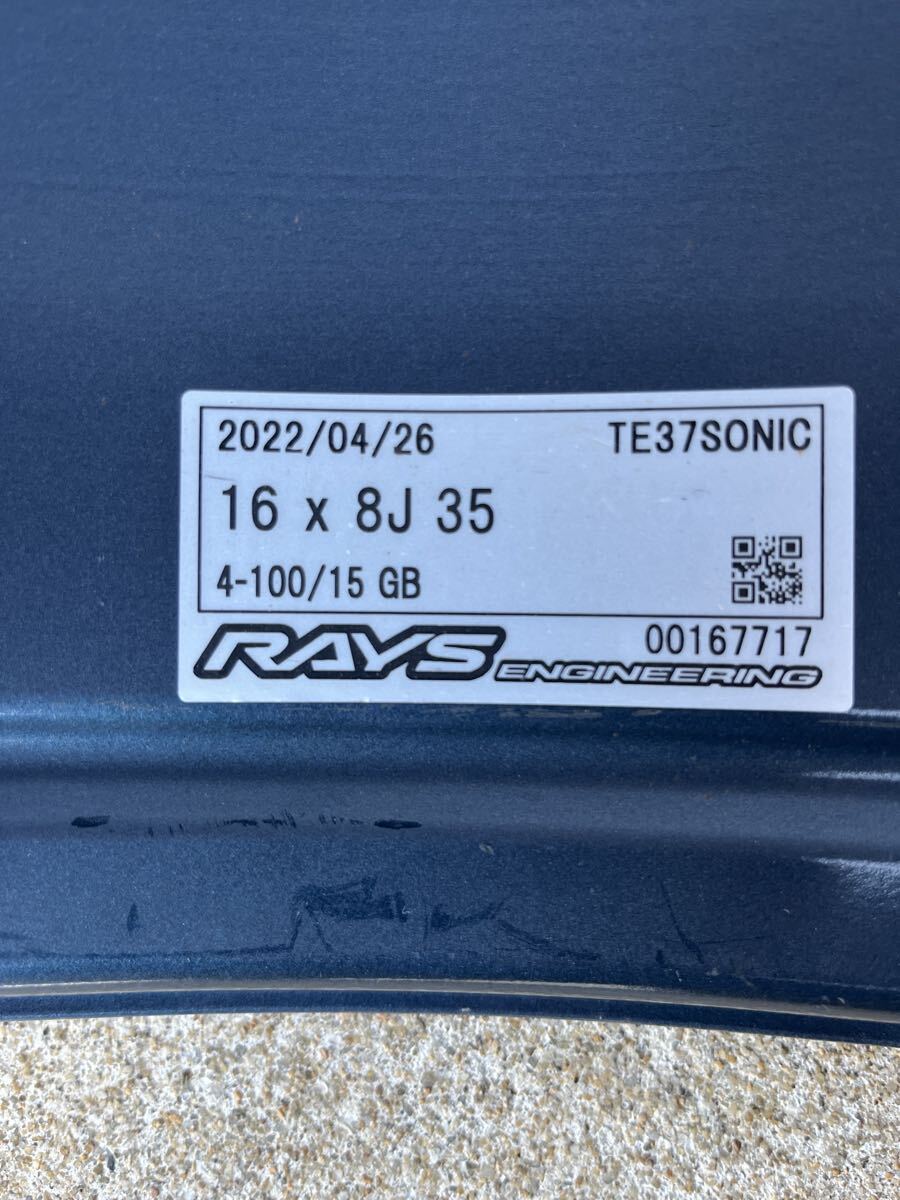 2022/04/26 TE37SONIC
16 x 8J 35
4-100/15 GB
00167717
RAYS ENGINEERING